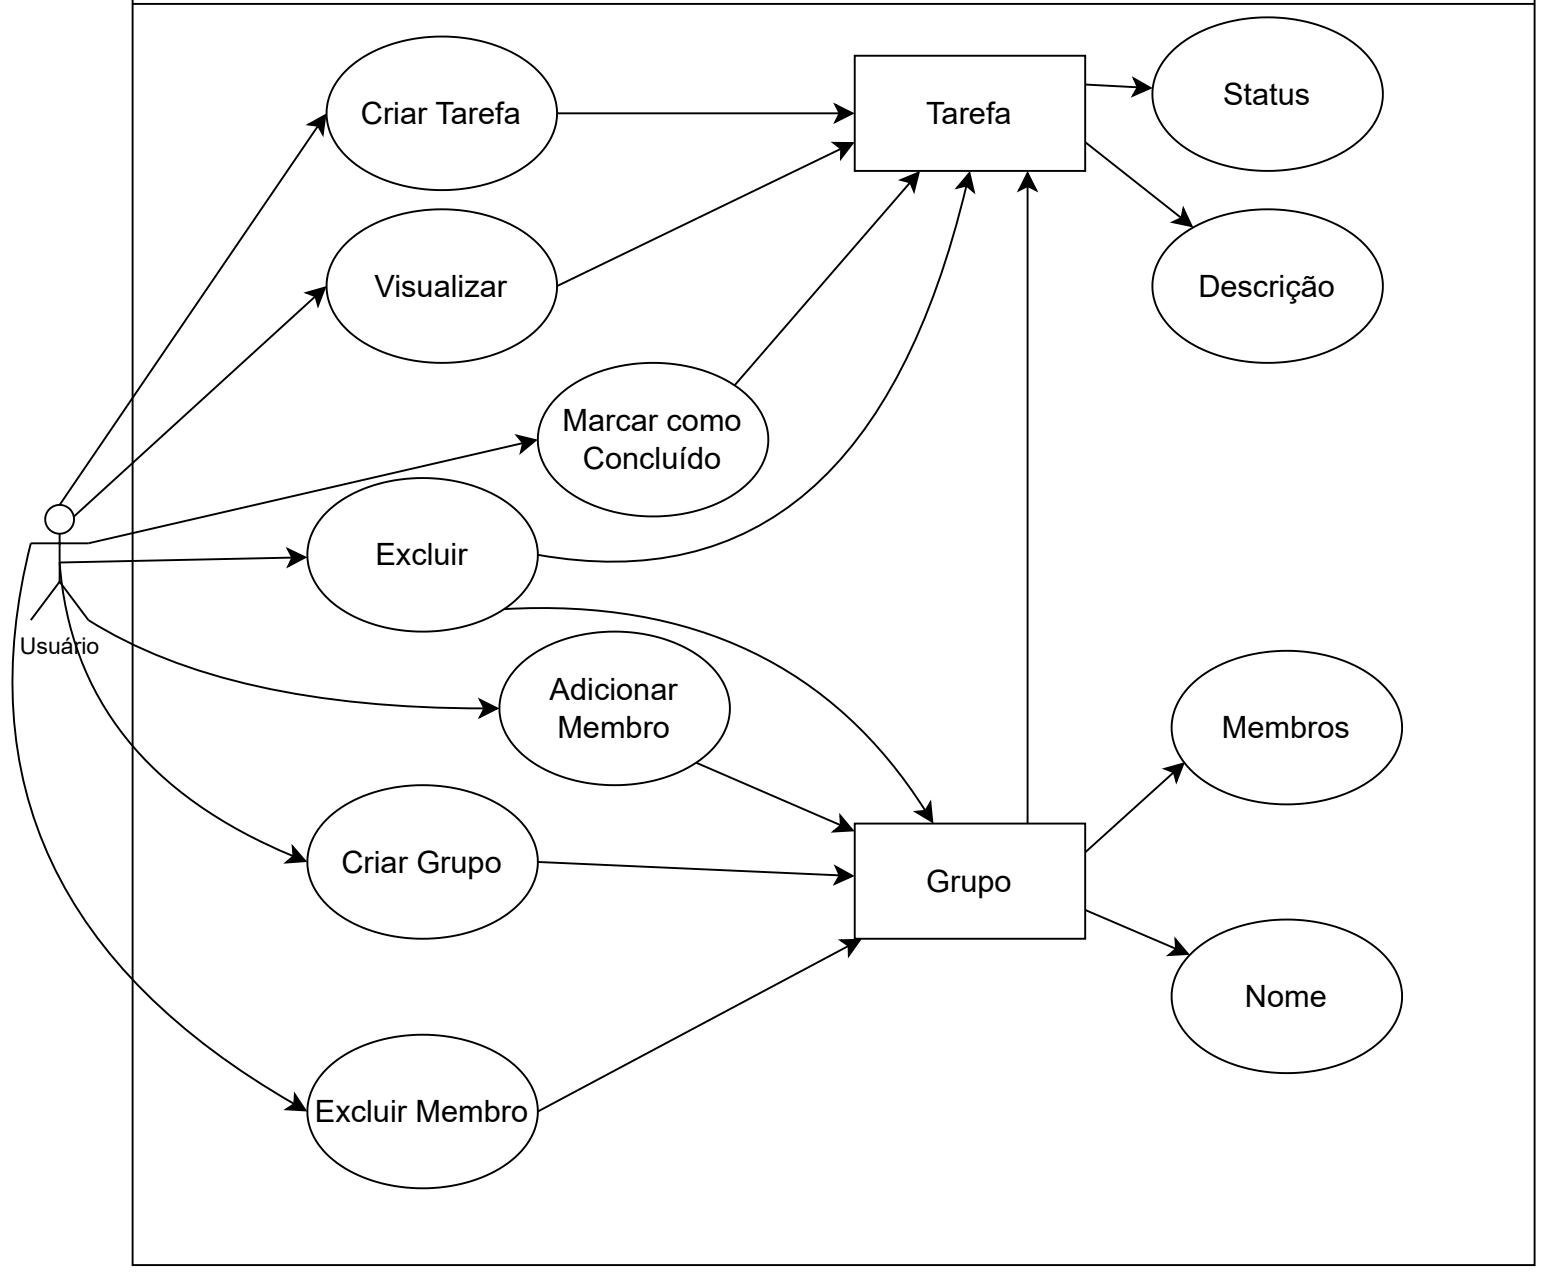 Criar Tarefa
Tarefa
Status
Visualizar
Descrição
Marcar como
Concluído
Excluir
Usuário
Adicionar
Membro
Membros
Criar Grupo
Grupo
Nome
Excluir Membro